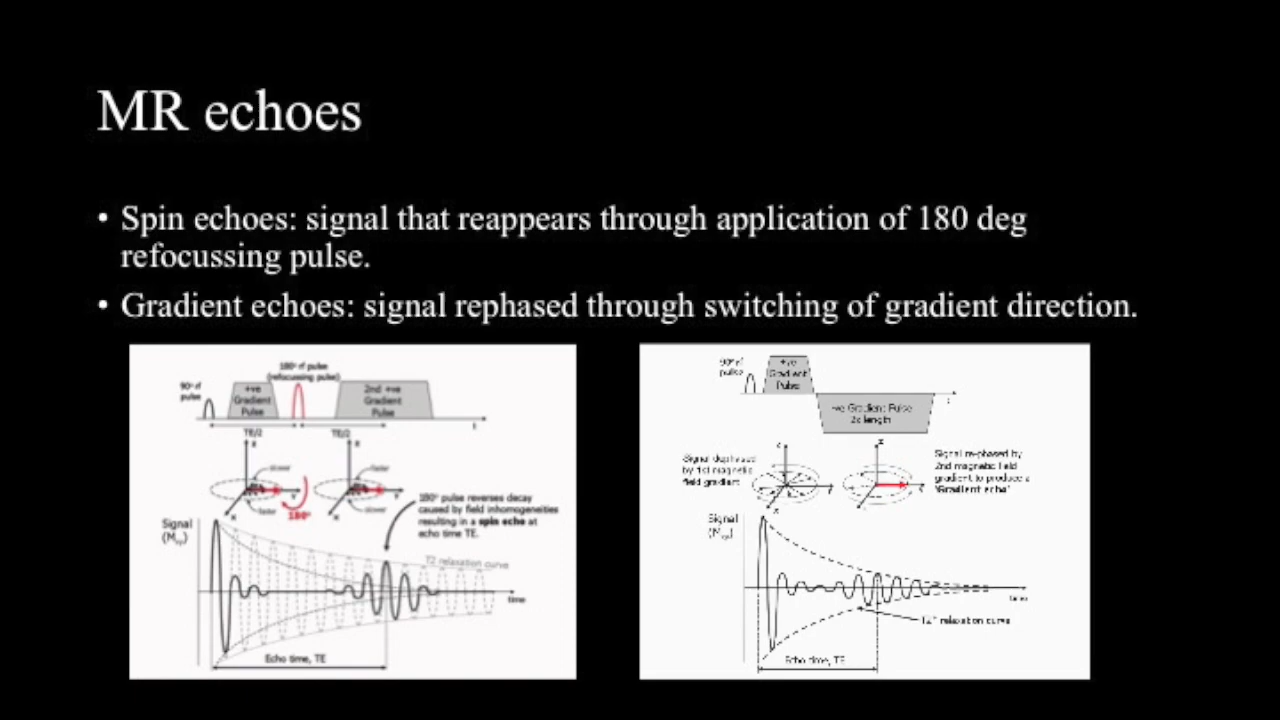 MR echoes
• Spin echoes: signal that reappears through application of 180 deg
refocussing pulse.
• Gradient echoes: signal rephased through switching of gradient direction.
180° rf pulse
(refocussing pulse)
90° rf
pulse
+ve
Gradient
Pulse
2nd +ve
Gradient
Pulse
t
TE/2
TE/2
z
z
slower
faster
y
y
x
faster
180°
x
slower
180° pulse reverses decay
caused by field inhomogeneities
resulting in a spin echo at
echo time TE.
Signal
(Mxy)
T2 relaxation curve
time
Echo time, TE
90° rf
pulse
+ve
Gradient
Pulse
t
-ve Gradient Pulse
2x length
Signal dephased
by 1st magnetic
field gradient
z
y
x
z
y
x
Signal re-phased by
2nd magnetic field
gradient to produce a
'Gradient echo'
Signal
(Mxy)
time
T2* relaxation curve
Echo time, TE